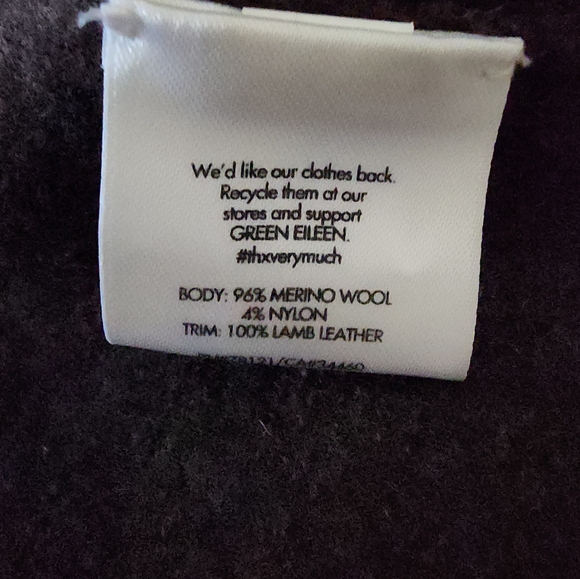 We'd like our clothes back.
Recycle them at our
stores and support
GREEN EILEEN.
#thxverymuch
BODY: 96% MERINO WOOL
4% NYLON
TRIM: 100% LAMB LEATHER